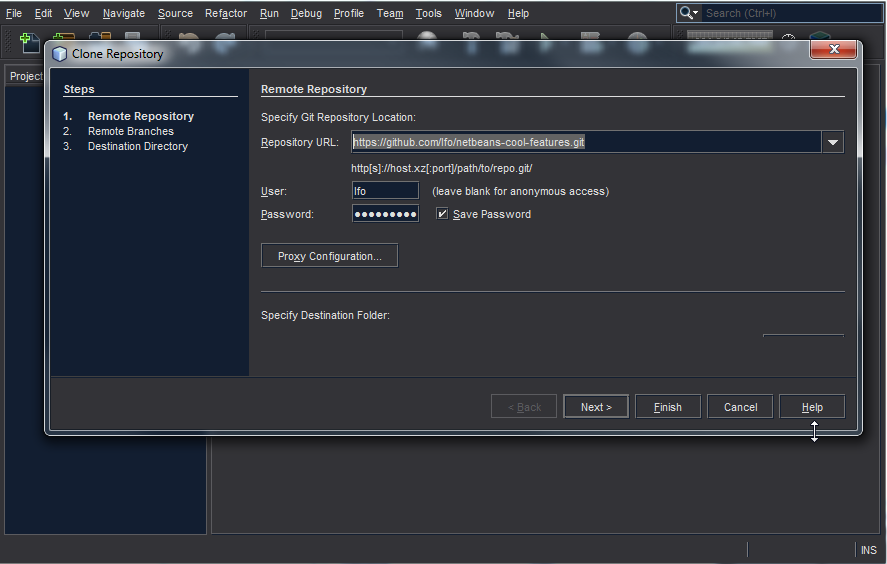 File Edit View Navigate Source Refactor Run Debug Profile Team Tools Window Help
Search (Ctrl+I)
Clone Repository
Project
Steps
1. Remote Repository
2. Remote Branches
3. Destination Directory
Remote Repository
Specify Git Repository Location:
Repository URL: https://github.com/lfo/netbeans-cool-features.git
http[s]://host.xz[:port]/path/to/repo.git/
User: lfo (leave blank for anonymous access)
Password: ●●●●●●●●● Save Password
Proxy Configuration...
Specify Destination Folder:
< Back Next > Finish Cancel Help
INS